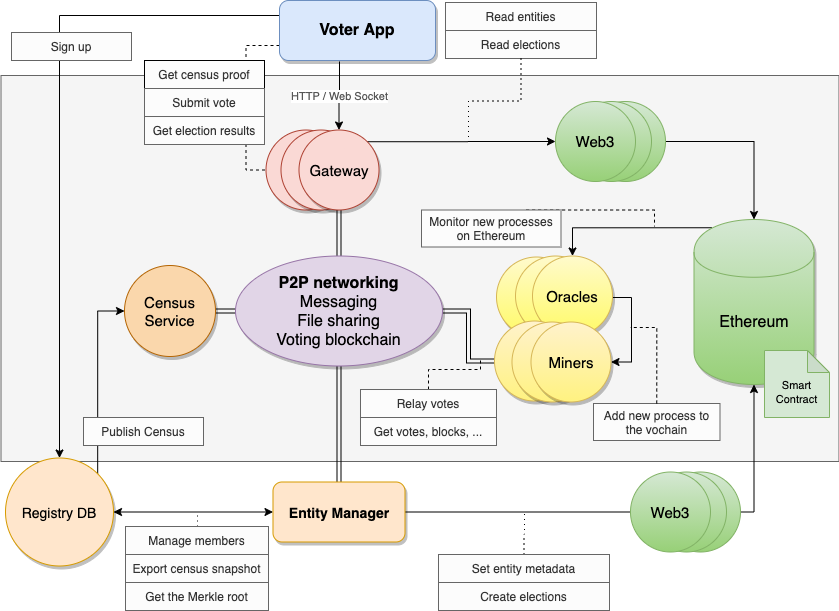 Voter App
Read entities
Read elections
Sign up
Get census proof
Submit vote
Get election results
HTTP / Web Socket
Gateway
Web3
Monitor new processes
on Ethereum
P2P networking
Messaging
File sharing
Voting blockchain
Census
Service
Oracles
Miners
Ethereum
Smart
Contract
Relay votes
Get votes, blocks, ...
Add new process to
the vochain
Publish Census
Registry DB
Entity Manager
Web3
Manage members
Export census snapshot
Get the Merkle root
Set entity metadata
Create elections